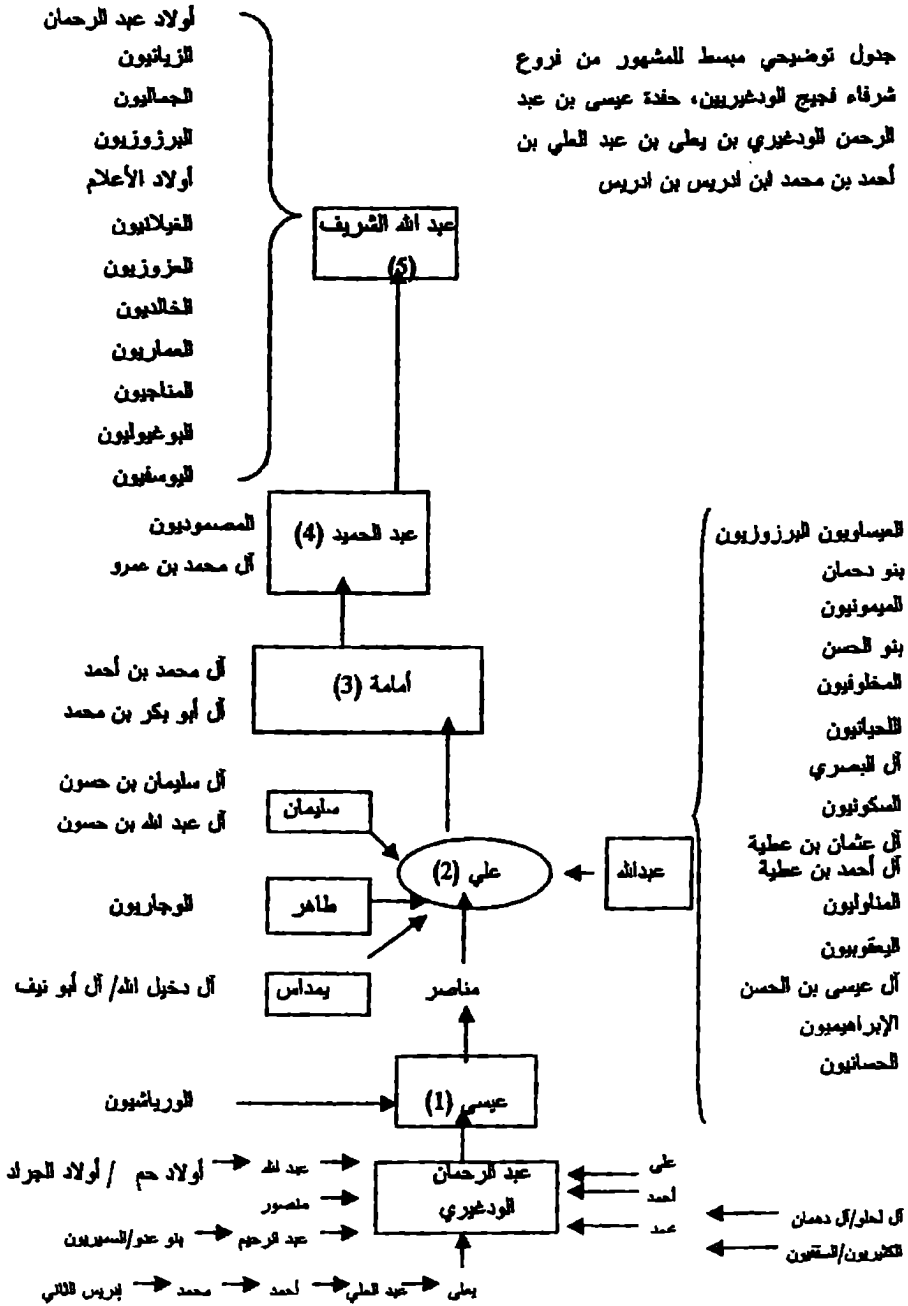 جدول توضيحي مبسط للمشهور من فروع
شرفاء فجيج الودغيريين، حفدة عيسى بن عبد
الرحمن الودغيري بن يعلى بن عبد العلي بن
أحمد بن محمد ابن ادريس بن ادريس
أولاد عبد الرحمان
الزيانيون
الجماليون
البرزوزيون
أولاد الأعلام
الغيلانيون
العزوزيون
الخالديون
العماريون
المناجيون
البوغيوليون
اليوسفيون
عبد الله الشريف
(5)
عبد الحميد (4)
المصموديون
آل محمد بن عمرو
أمامة (3)
آل محمد بن أحمد
آل أبو بكر بن محمد
سليمان
آل سليمان بن حسون
آل عبد الله بن حسون
علي (2)
طاهر
الوجاريون
يمداس
آل دخيل الله/ آل أبو نيف
عبدالله
العيساويون البرزوزيون
بنو دحمان
الميمونيون
بنو الحسن
المخلوفيون
اللحيانيون
آل البصري
السكونيون
آل عثمان بن عطية
آل أحمد بن عطية
المناوليون
اليعقوبيون
آل عيسى بن الحسن
الإبراهيميون
الحسانيون
مناصر
عيسى (1)
الورياشيون
عبد الرحمان
الودغيري
علي
أحمد
محمد
آل لحلو/آل دهمان
الكثيريون/السقفيون
عبد الله
أولاد حم / أولاد الجراد
منصور
عبد الرحيم
بنو عدو/السميريون
يعلى
عبد العلي
أحمد
محمد
إدريس الثاني